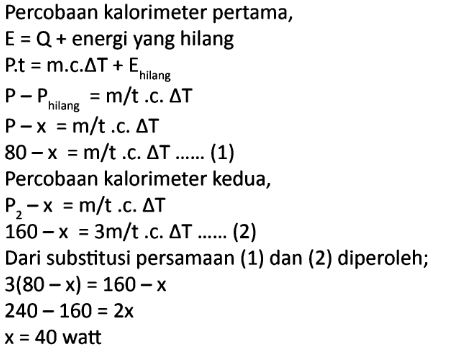 Percobaan kalorimeter pertama,
E = Q + energi yang hilang
P.t = m.c.ΔT + E_hilang
P – P_hilang = m/t .c. ΔT
P – x = m/t .c. ΔT
80 – x = m/t .c. ΔT ...... (1)
Percobaan kalorimeter kedua,
P₂ – x = m/t .c. ΔT
160 – x = 3m/t .c. ΔT ...... (2)
Dari substitusi persamaan (1) dan (2) diperoleh;
3(80 – x) = 160 – x
240 – 160 = 2x
x = 40 watt